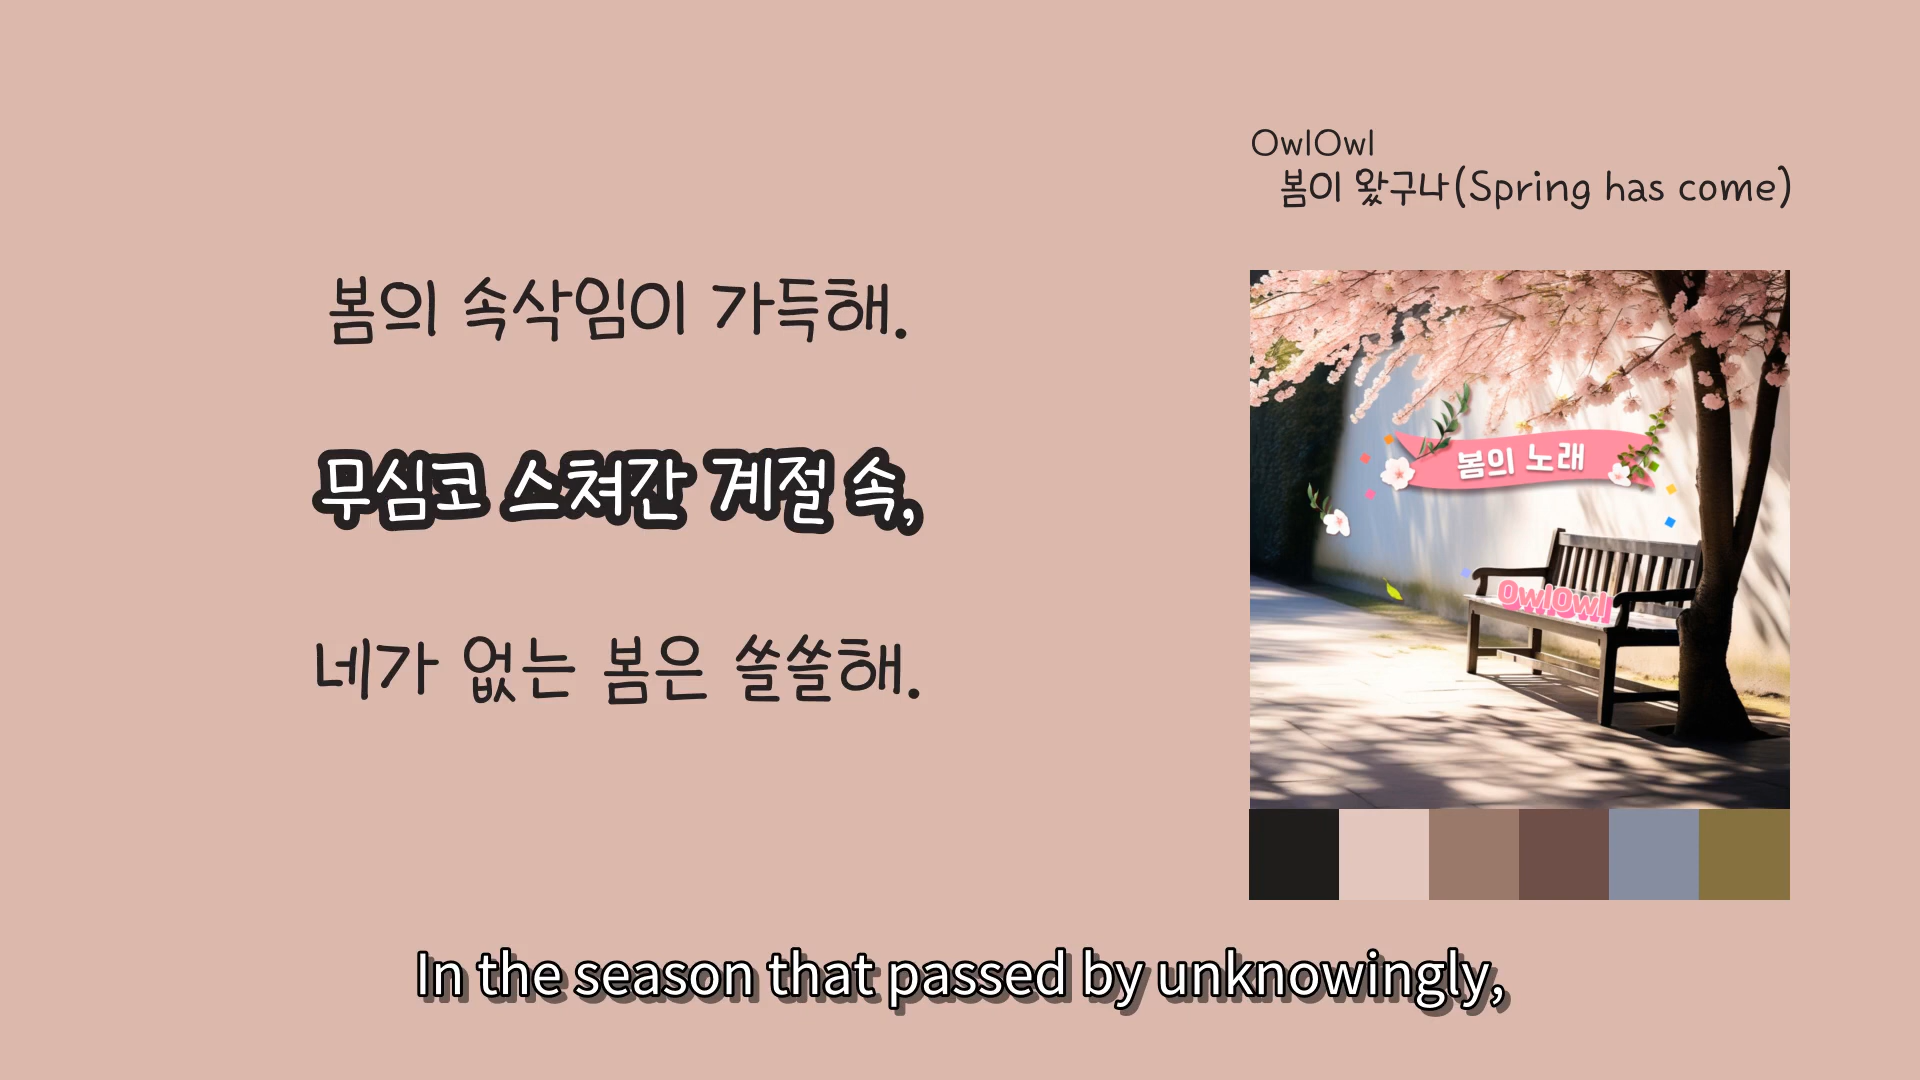 OwlOwl
봄이 왔구나(Spring has come)
봄의 속삭임이 가득해.
무심코 스쳐간 계절 속,
네가 없는 봄은 쓸쓸해.
봄의 노래
OwlOwl
In the season that passed by unknowingly,